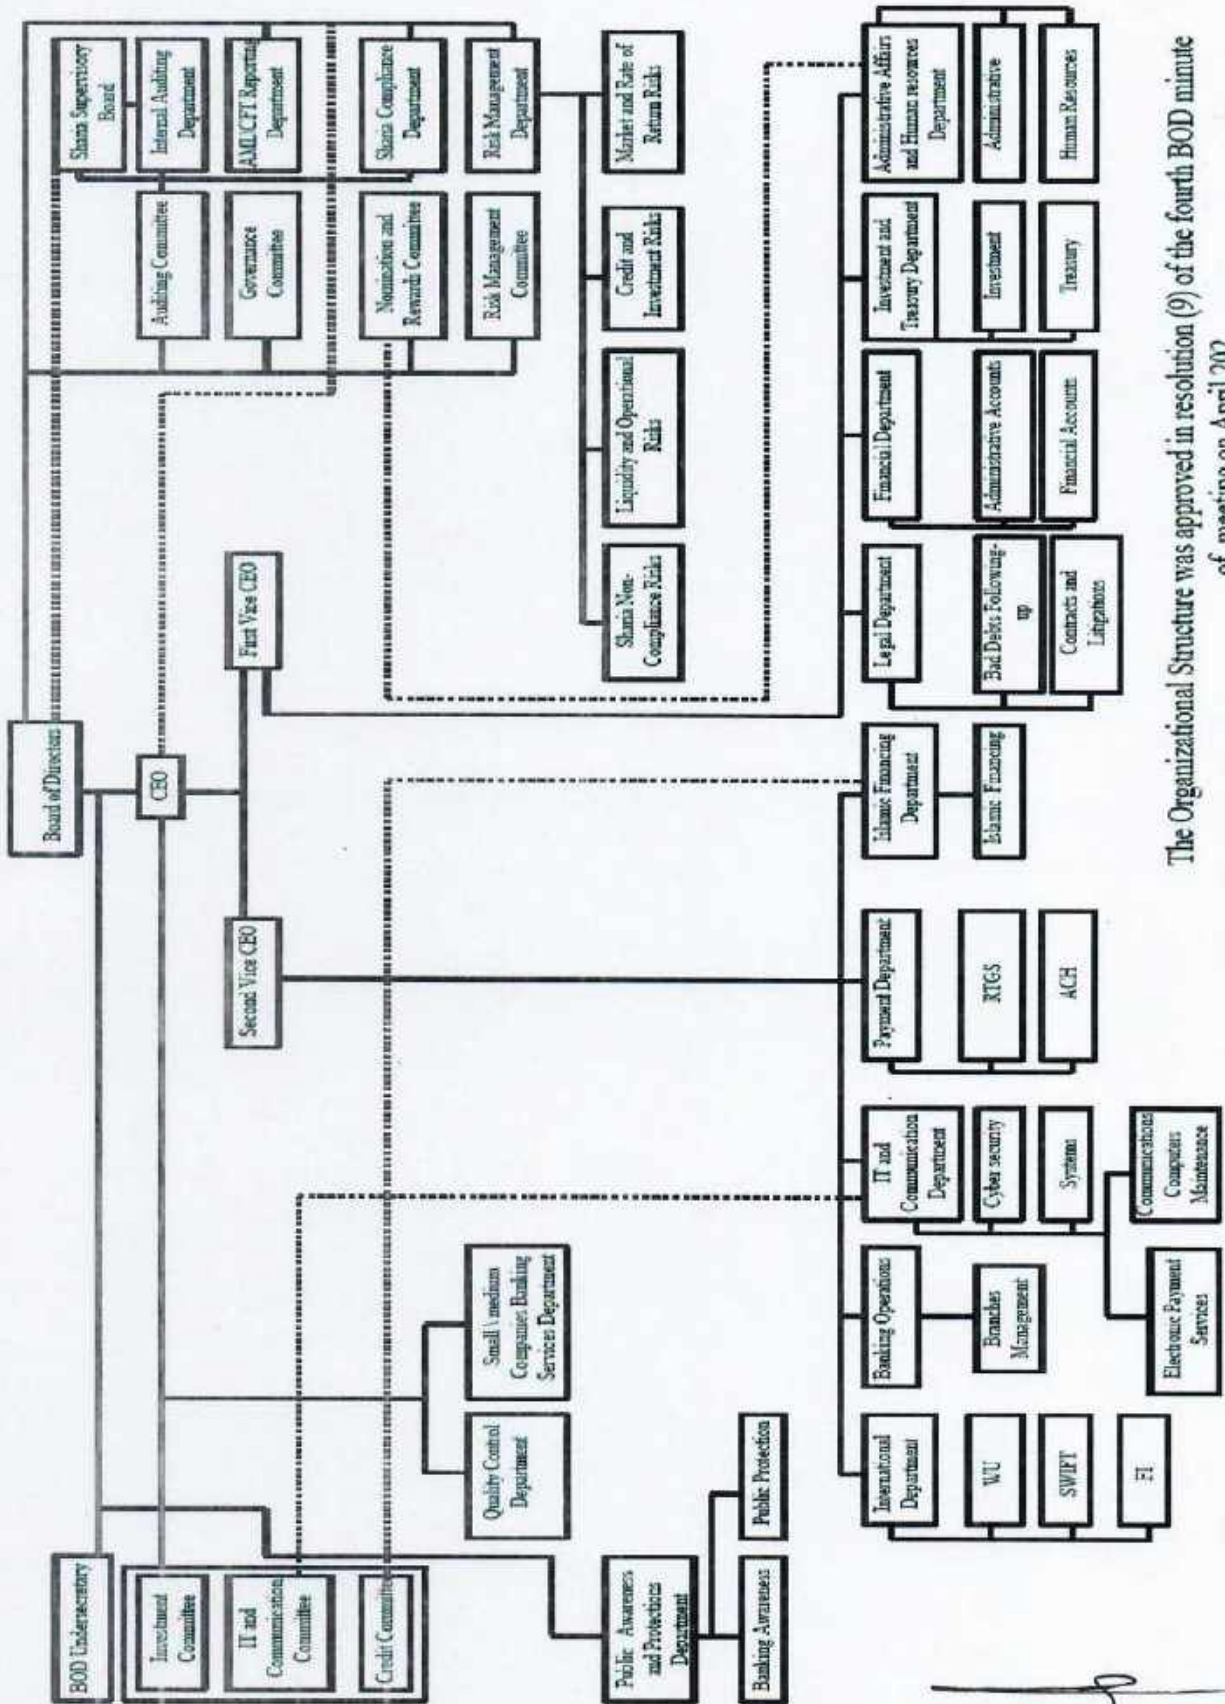 Board of Directors
BOD Undersecretary
CEO
Investment
Committee
IT and
Communication
Committee
Credit Committee
Second Vice CEO
First Vice CEO
Sharia Supervisory
Board
Auditing Committee
Internal Auditing
Department
Governance
Committee
AML/CFT Reporting
Department
Nomination and
Rewards Committee
Sharia Compliance
Department
Risk Management
Committee
Risk Management
Department
Quality Control
Department
Small \ medium
Companies Banking
Services Department
Public Awareness
and Protections
Department
Banking Awareness
Public Protection
Sharia Non-
Compliance Risks
Liquidity and Operational
Risks
Credit and
Investment Risks
Market and Rate of
Return Risks
International
Department
WU
SWIFT
FI
Banking Operations
Branches
Management
IT and
Communication
Department
Cyber security
Systems
Electronic Payment
Services
Communications
Computers
Maintenance
Payment Department
RTGS
ACH
Islamic Financing
Department
Islamic Financing
Legal Department
Bad Debts Following-
up
Contracts and
Litigations
Financial Department
Administrative Accounts
Financial Accounts
Investment and
Treasury Department
Investment
Treasury
Administrative Affairs
and Human resources
Department
Administrative
Human Resources
The Organizational Structure was approved in resolution (9) of the fourth BOD minute
of meeting on April 202